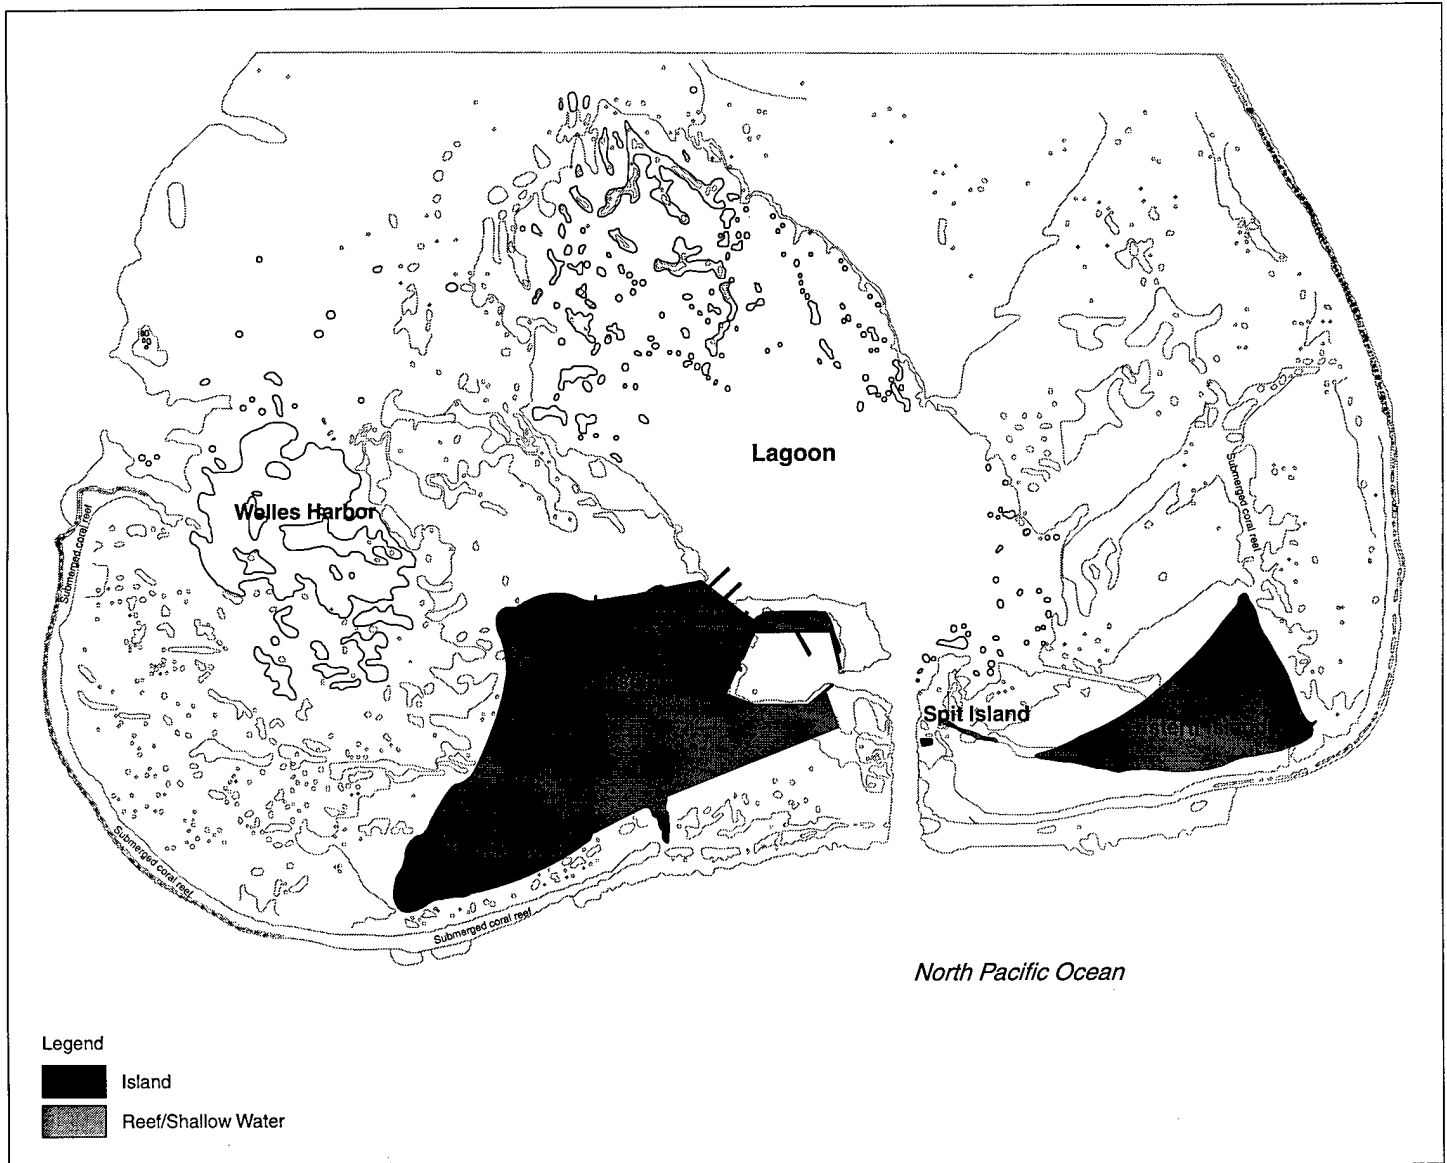 Lagoon
Welles Harbor
Submerged coral reef
Submerged coral reef
Spit Island
Submerged coral reef
Submerged coral reef
North Pacific Ocean
Legend
Island
Reef/Shallow Water